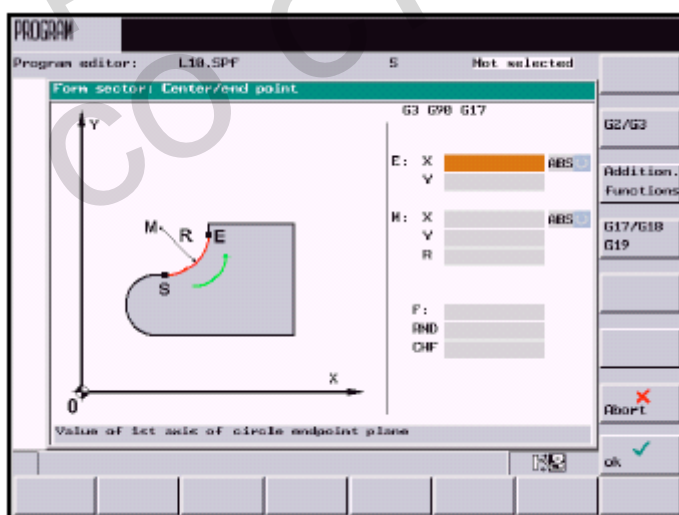 PROGRAM
Program editor: L10.SPF S Not selected
Form sector: Center/end point
G3 G90 G17
G2/G3
Y
E: X ABS
Y
Addition.
Functions
M: X ABS
Y
R
G17/G18
G19
M R E
S
F:
RND
CHF
X
0
Abort
Value of 1st axis of circle endpoint plane
ok
CO C